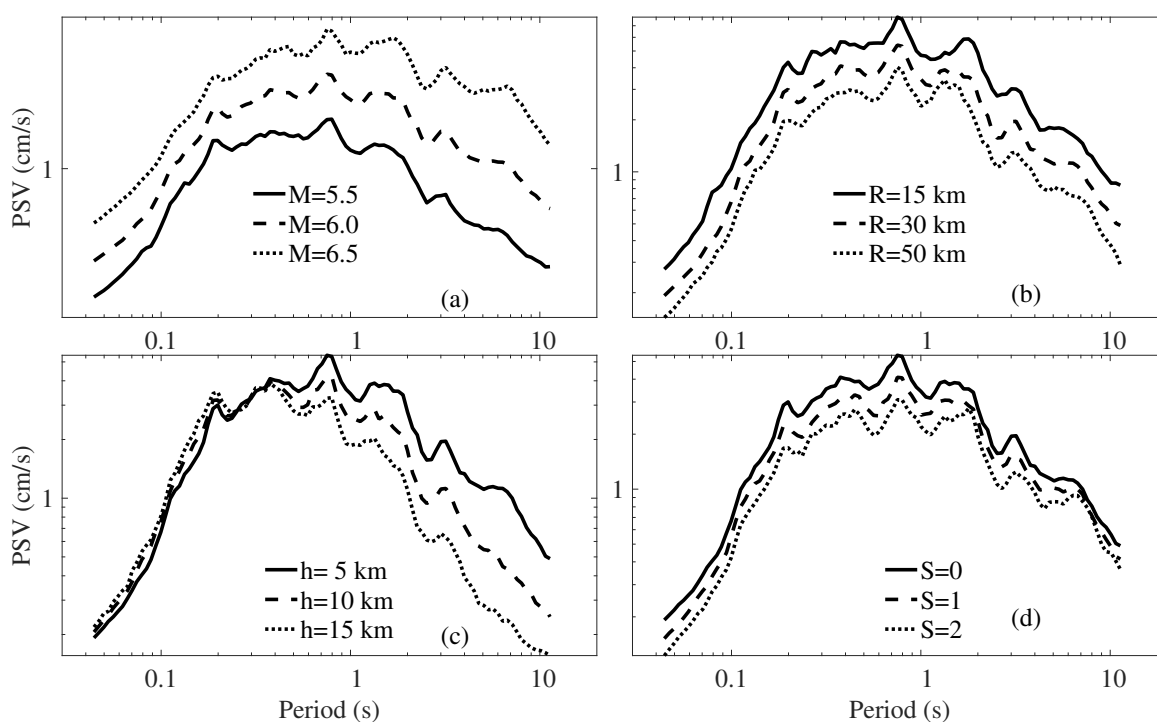 PSV (cm/s)
1
M=5.5
M=6.0
M=6.5
(a)
0.1 1 10
1
R=15 km
R=30 km
R=50 km
(b)
0.1 1 10
PSV (cm/s)
1
h= 5 km
h=10 km
h=15 km
(c)
0.1 1 10
Period (s)
1
S=0
S=1
S=2
(d)
0.1 1 10
Period (s)